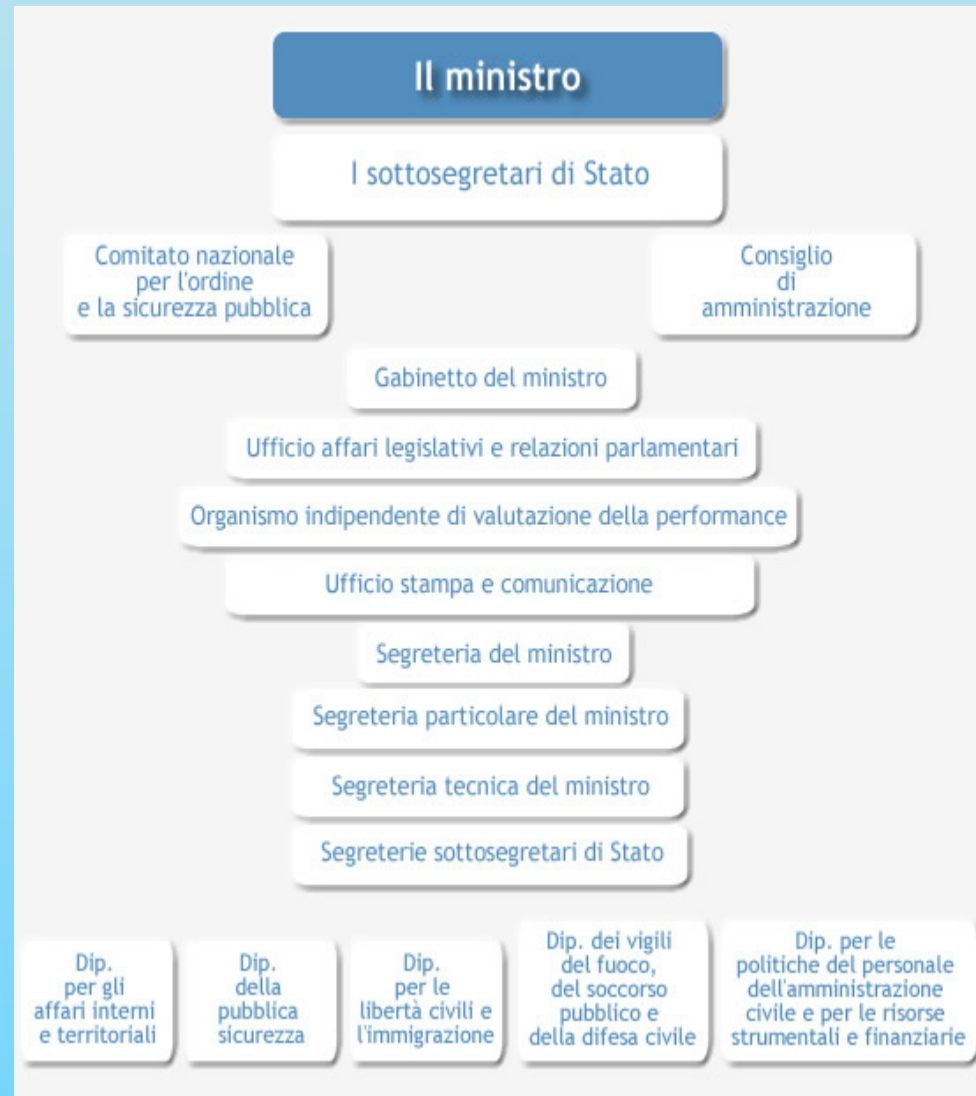 Il ministro
I sottosegretari di Stato
Comitato nazionale
per l'ordine
e la sicurezza pubblica
Consiglio
di
amministrazione
Gabinetto del ministro
Ufficio affari legislativi e relazioni parlamentari
Organismo indipendente di valutazione della performance
Ufficio stampa e comunicazione
Segreteria del ministro
Segreteria particolare del ministro
Segreteria tecnica del ministro
Segreterie sottosegretari di Stato
Dip.
per gli
affari interni
e territoriali
Dip.
della
pubblica
sicurezza
Dip.
per le
libertà civili e
l'immigrazione
Dip. dei vigili
del fuoco,
del soccorso
pubblico e
della difesa civile
Dip. per le
politiche del personale
dell'amministrazione
civile e per le risorse
strumentali e finanziarie